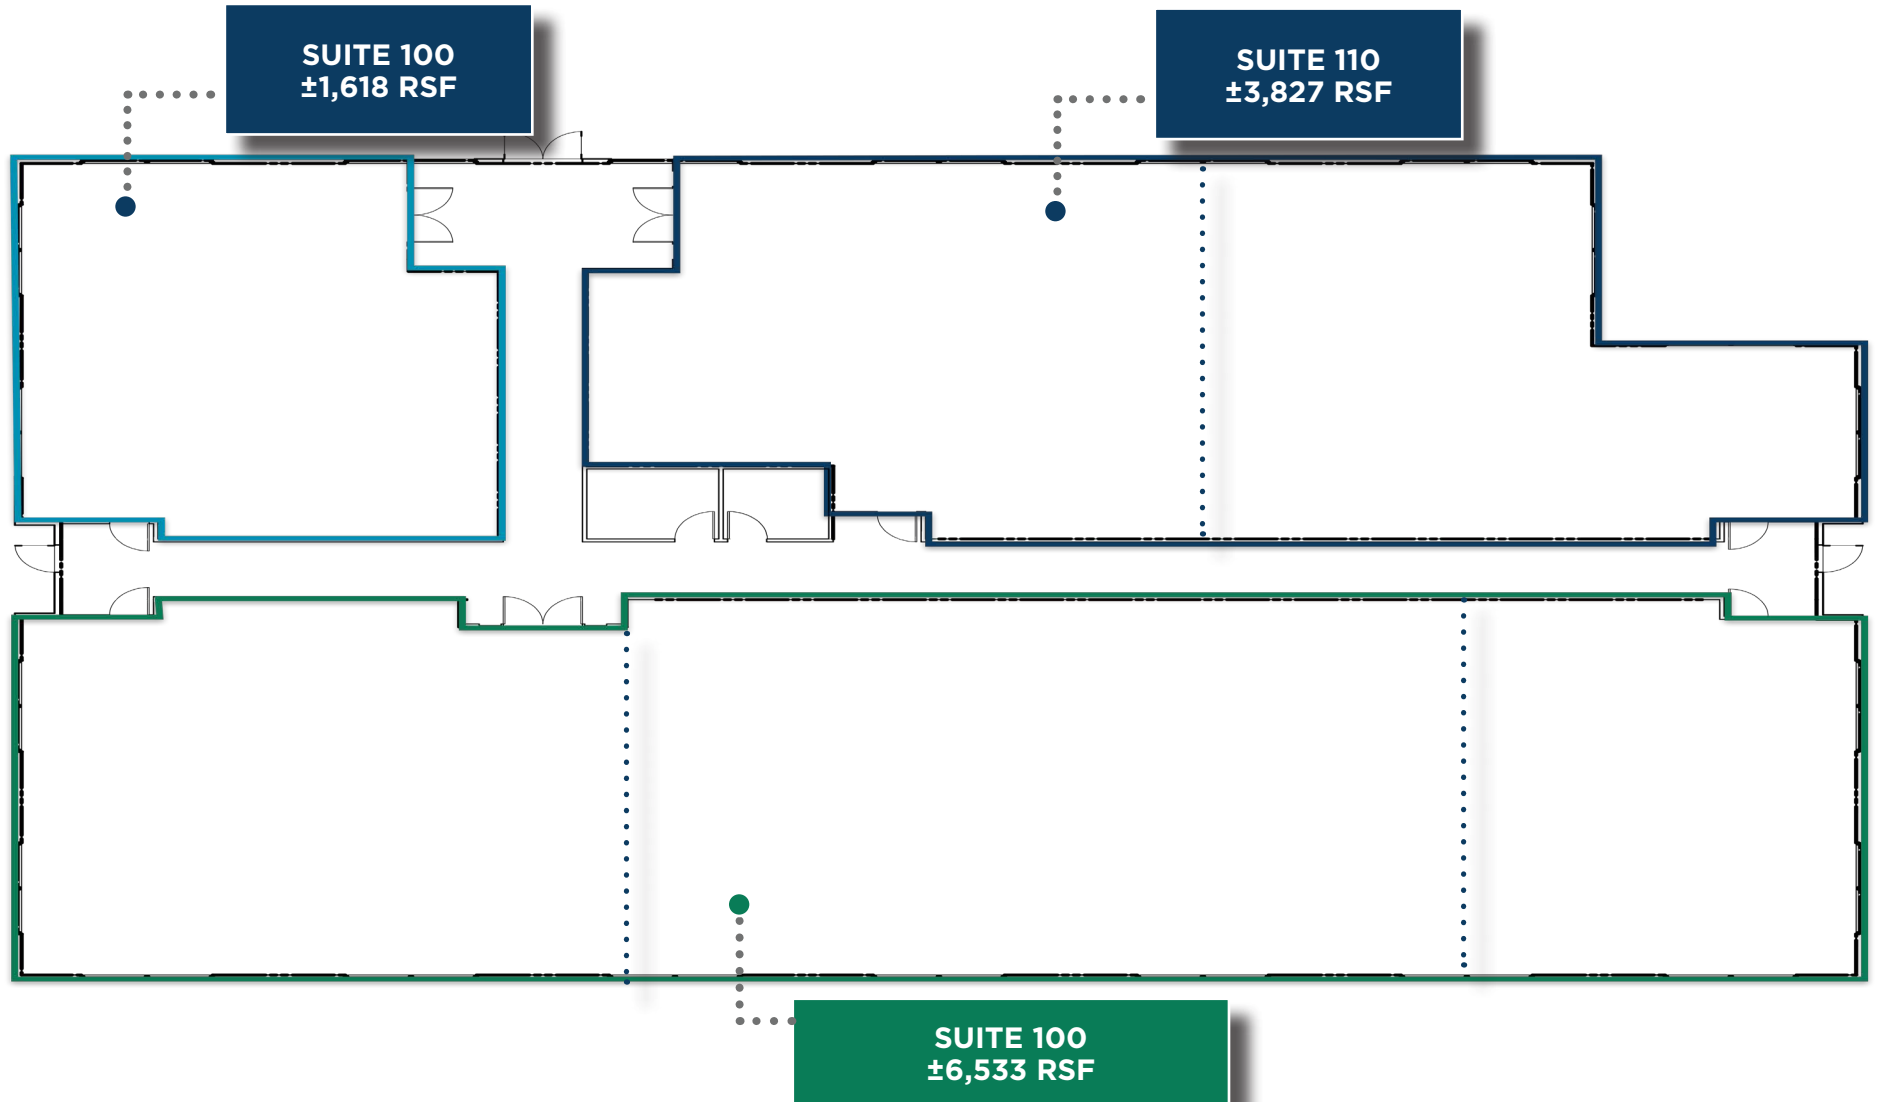 SUITE 100
±1,618 RSF
SUITE 110
±3,827 RSF
SUITE 100
±6,533 RSF